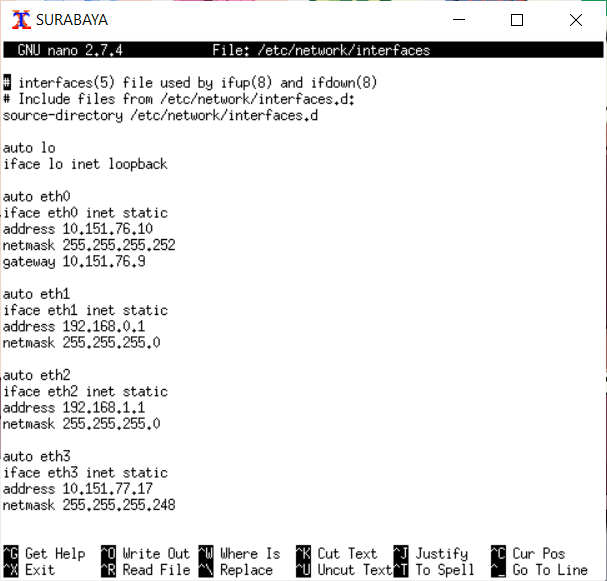 SURABAYA
GNU nano 2.7.4 File: /etc/network/interfaces
# interfaces(5) file used by ifup(8) and ifdown(8)
# Include files from /etc/network/interfaces.d:
source-directory /etc/network/interfaces.d
auto lo
iface lo inet loopback
auto eth0
iface eth0 inet static
address 10.151.76.10
netmask 255.255.255.252
gateway 10.151.76.9
auto eth1
iface eth1 inet static
address 192.168.0.1
netmask 255.255.255.0
auto eth2
iface eth2 inet static
address 192.168.1.1
netmask 255.255.255.0
auto eth3
iface eth3 inet static
address 10.151.77.17
netmask 255.255.255.248
^G Get Help ^O Write Out ^W Where Is ^K Cut Text ^J Justify ^C Cur Pos
^X Exit ^R Read File ^\ Replace ^U Uncut Text ^T To Spell ^_ Go To Line